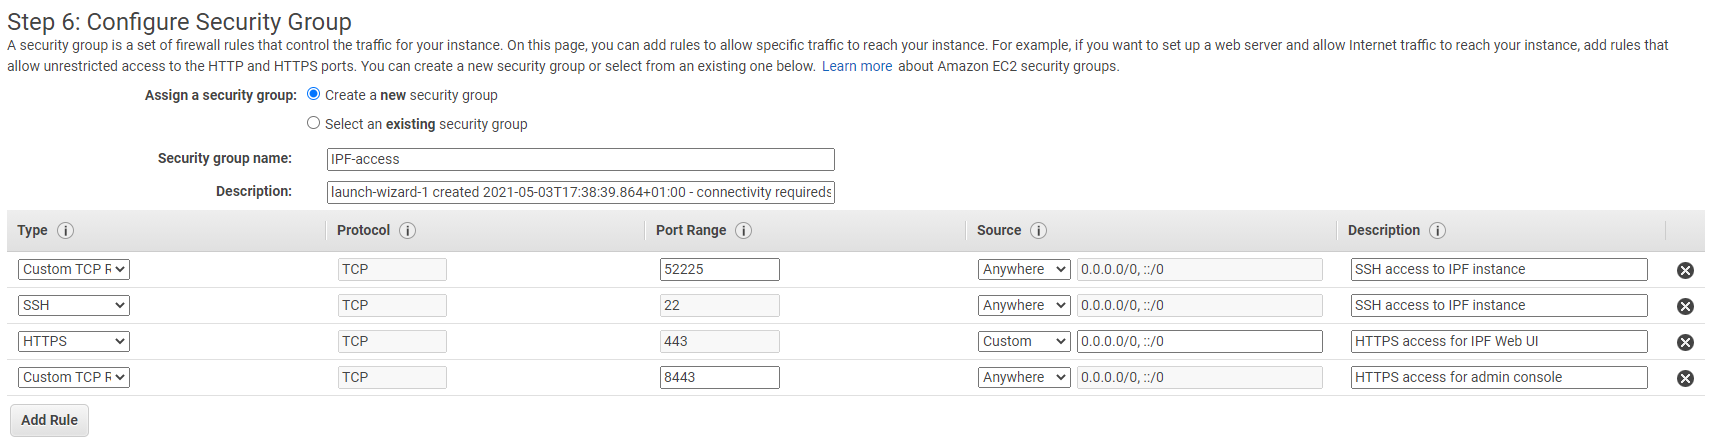 Step 6: Configure Security Group
A security group is a set of firewall rules that control the traffic for your instance. On this page, you can add rules to allow specific traffic to reach your instance. For example, if you want to set up a web server and allow Internet traffic to reach your instance, add rules that
allow unrestricted access to the HTTP and HTTPS ports. You can create a new security group or select from an existing one below. Learn more about Amazon EC2 security groups.
Assign a security group: Create a new security group
Select an existing security group
Security group name: IPF-access
Description: launch-wizard-1 created 2021-05-03T17:38:39.864+01:00 - connectivity requireds
Type i Protocol i Port Range i Source i Description i
Custom TCP R TCP 52225 Anywhere 0.0.0.0/0, ::/0 SSH access to IPF instance
SSH TCP 22 Anywhere 0.0.0.0/0, ::/0 SSH access to IPF instance
HTTPS TCP 443 Custom 0.0.0.0/0, ::/0 HTTPS access for IPF Web UI
Custom TCP R TCP 8443 Anywhere 0.0.0.0/0, ::/0 HTTPS access for admin console
Add Rule